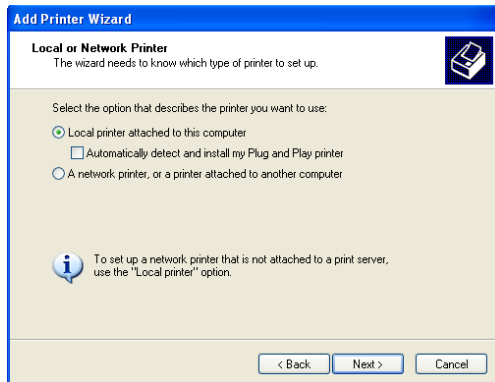 Add Printer Wizard
Local or Network Printer
The wizard needs to know which type of printer to set up.
Select the option that describes the printer you want to use:
Local printer attached to this computer
Automatically detect and install my Plug and Play printer
A network printer, or a printer attached to another computer
To set up a network printer that is not attached to a print server,
use the "Local printer" option.
< Back Next > Cancel